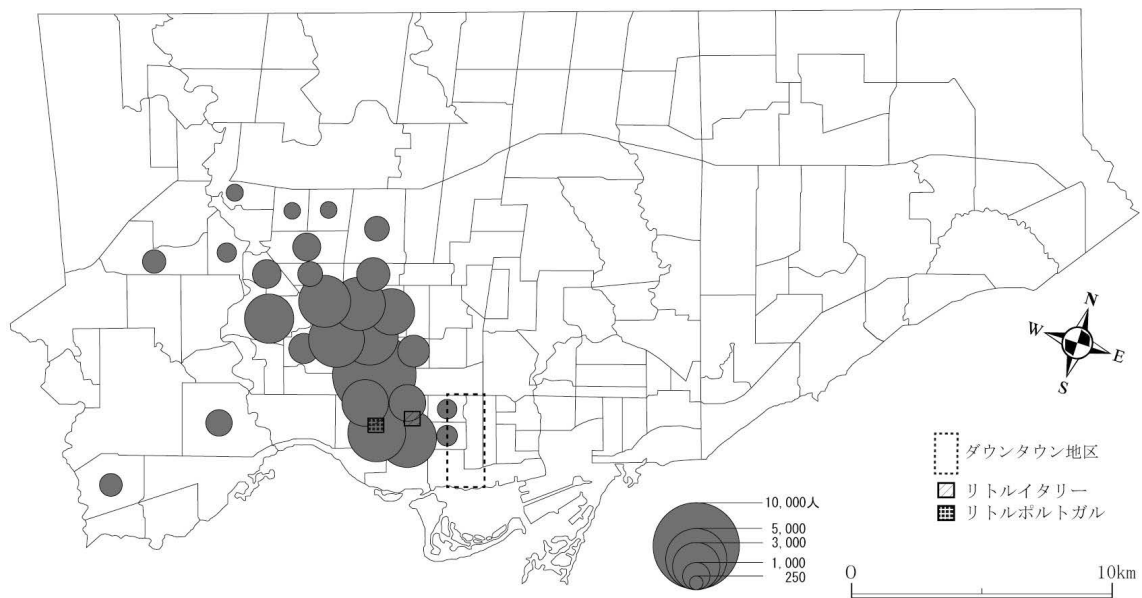 N
W
E
S
ダウンタウン地区
リトルイタリー
リトルポルトガル
10,000人
5,000
3,000
1,000
250
0
10km